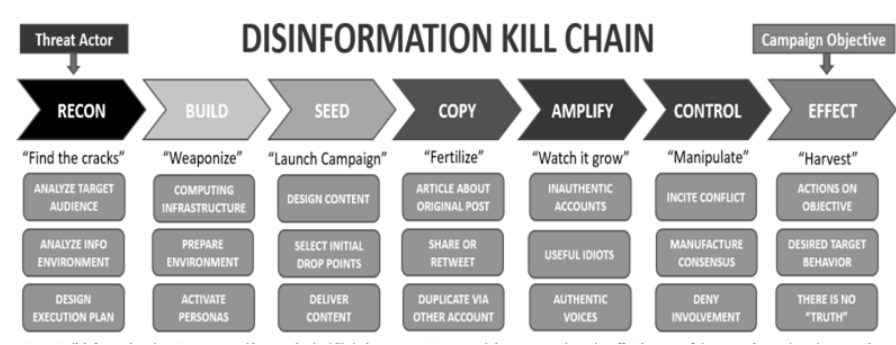 Threat Actor
DISINFORMATION KILL CHAIN
Campaign Objective
RECON
BUILD
SEED
COPY
AMPLIFY
CONTROL
EFFECT
“Find the cracks”
“Weaponize”
“Launch Campaign”
“Fertilize”
“Watch it grow”
“Manipulate”
“Harvest”
ANALYZE TARGET
AUDIENCE
COMPUTING
INFRASTRUCTURE
DESIGN CONTENT
ARTICLE ABOUT
ORIGINAL POST
INAUTHENTIC
ACCOUNTS
INCITE CONFLICT
ACTIONS ON
OBJECTIVE
ANALYZE INFO
ENVIRONMENT
PREPARE
ENVIRONMENT
SELECT INITIAL
DROP POINTS
SHARE OR
RETWEET
USEFUL IDIOTS
MANUFACTURE
CONSENSUS
DESIRED TARGET
BEHAVIOR
DESIGN
EXECUTION PLAN
ACTIVATE
PERSONAS
DELIVER
CONTENT
DUPLICATE VIA
OTHER ACCOUNT
AUTHENTIC
VOICES
DENY
INVOLVEMENT
THERE IS NO
“TRUTH”